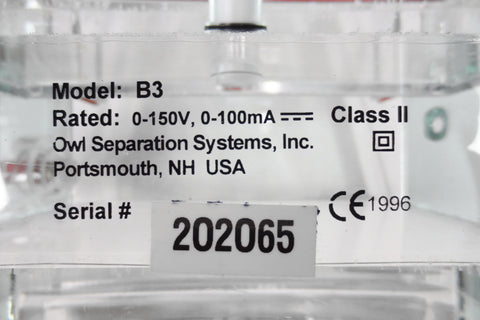 Model: B3
Rated: 0-150V, 0-100mA ⎓ Class II
Owl Separation Systems, Inc.
Portsmouth, NH USA
Serial # 202065 CE 1996